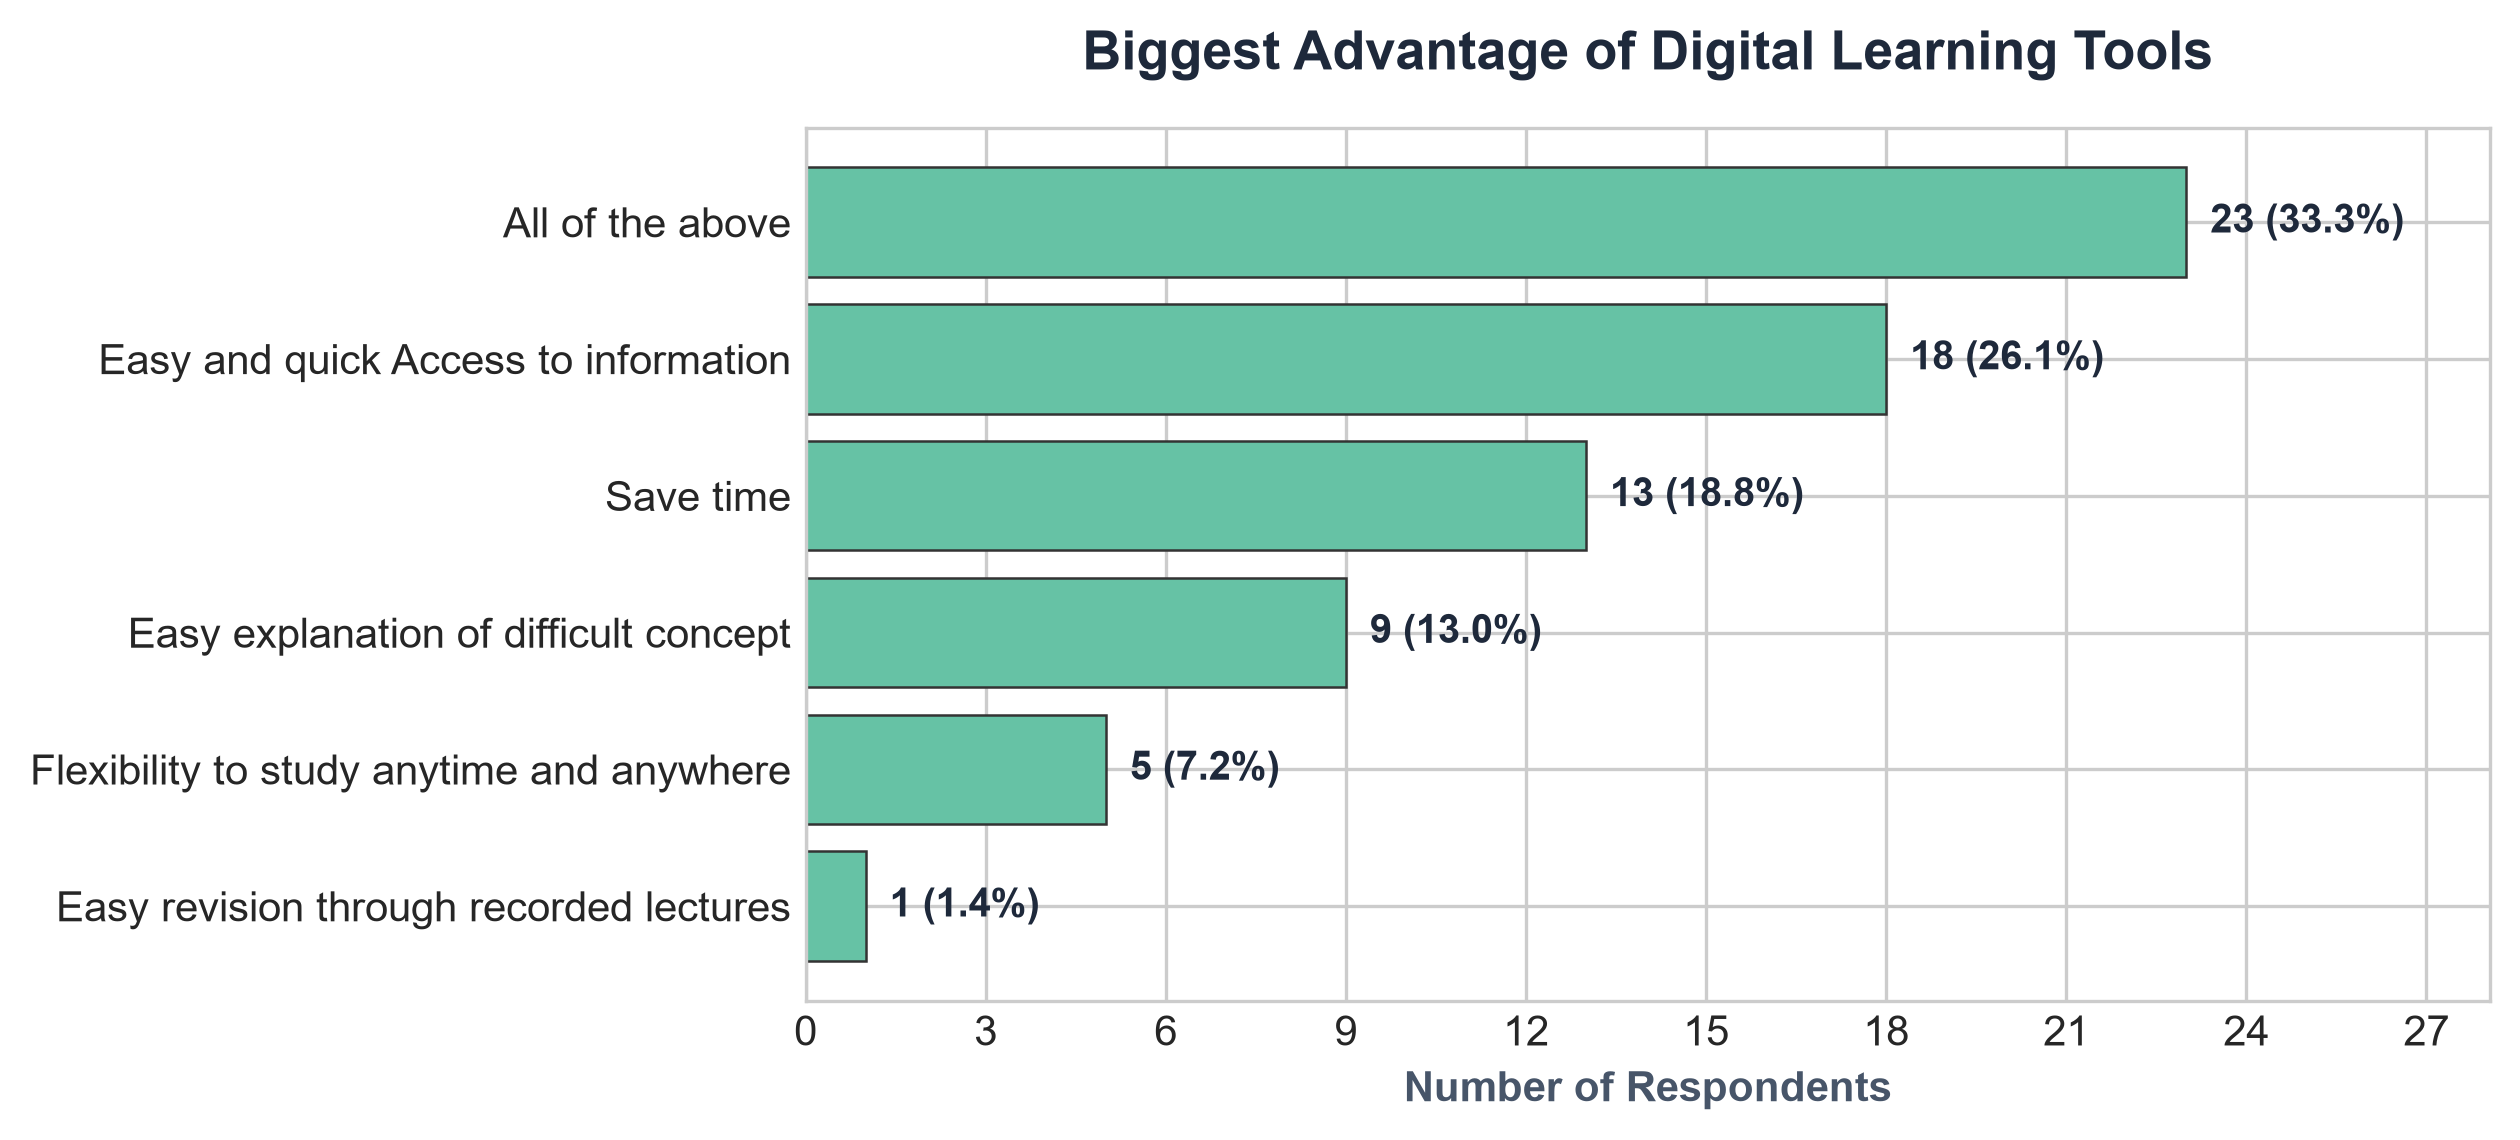 Biggest Advantage of Digital Learning Tools
All of the above
23 (33.3%)
Easy and quick Access to information
18 (26.1%)
Save time
13 (18.8%)
Easy explanation of difficult concept
9 (13.0%)
Flexibility to study anytime and anywhere
5 (7.2%)
Easy revision through recorded lectures
1 (1.4%)
0 3 6 9 12 15 18 21 24 27
Number of Respondents